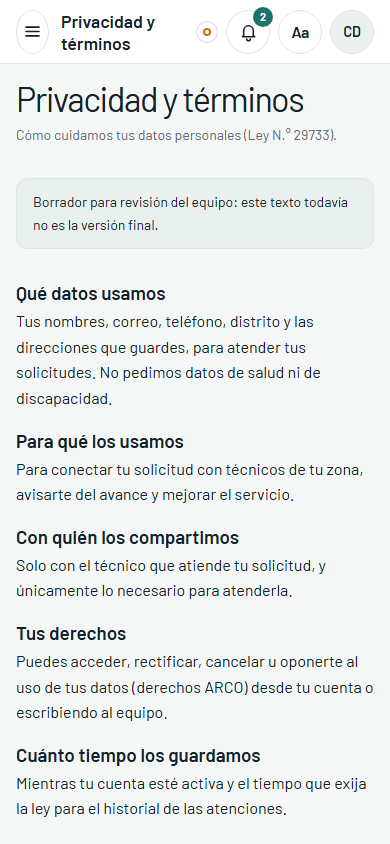 Privacidad y
términos
2
Aa
CD
Privacidad y términos
Cómo cuidamos tus datos personales (Ley N.° 29733).
Borrador para revisión del equipo: este texto todavía
no es la versión final.
Qué datos usamos
Tus nombres, correo, teléfono, distrito y las
direcciones que guardes, para atender tus
solicitudes. No pedimos datos de salud ni de
discapacidad.
Para qué los usamos
Para conectar tu solicitud con técnicos de tu zona,
avisarte del avance y mejorar el servicio.
Con quién los compartimos
Solo con el técnico que atiende tu solicitud, y
únicamente lo necesario para atenderla.
Tus derechos
Puedes acceder, rectificar, cancelar u oponerte al
uso de tus datos (derechos ARCO) desde tu cuenta o
escribiendo al equipo.
Cuánto tiempo los guardamos
Mientras tu cuenta esté activa y el tiempo que exija
la ley para el historial de las atenciones.